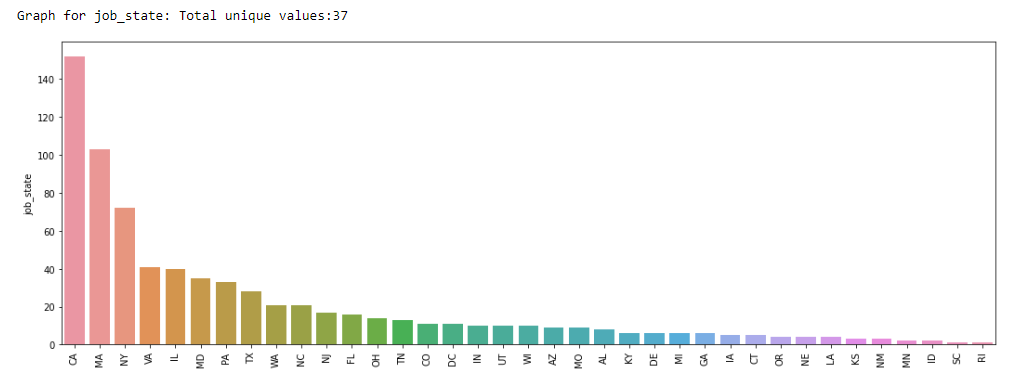 Graph for job_state: Total unique values:37
140
120
100
80
60
40
20
0
job_state
CA MA NY VA IL MD PA TX WA NC NJ FL OH TN CO DC IN UT WI AZ MO AL KY DE MI GA IA CT OR NE LA KS NM MN ID SC RI